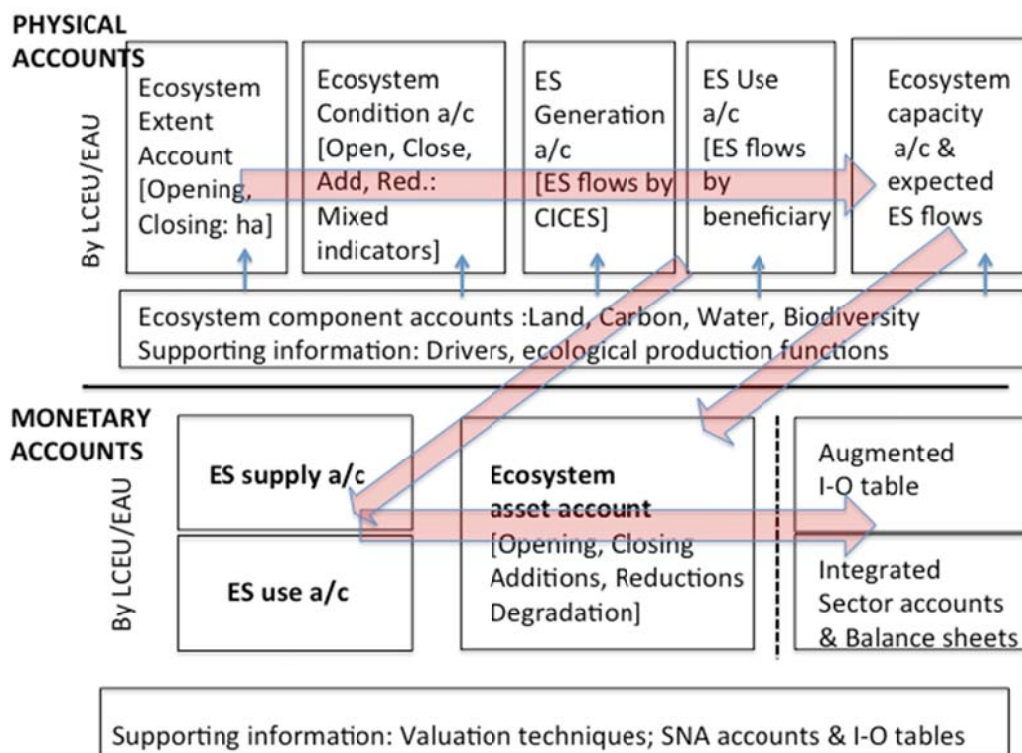 PHYSICAL
ACCOUNTS
By LCEU/EAU
Ecosystem
Extent
Account
[Opening,
Closing: ha]
Ecosystem
Condition a/c
[Open, Close,
Add, Red.:
Mixed
indicators]
ES
Generation
a/c
[ES flows by
CICES]
ES Use
a/c
[ES flows
by
beneficiary
Ecosystem
capacity
a/c &
expected
ES flows
Ecosystem component accounts :Land, Carbon, Water, Biodiversity
Supporting information: Drivers, ecological production functions
MONETARY
ACCOUNTS
By LCEU/EAU
ES supply a/c
ES use a/c
Ecosystem
asset account
[Opening, Closing
Additions, Reductions
Degradation]
Augmented
I-O table
Integrated
Sector accounts
& Balance sheets
Supporting information: Valuation techniques; SNA accounts & I-O tables